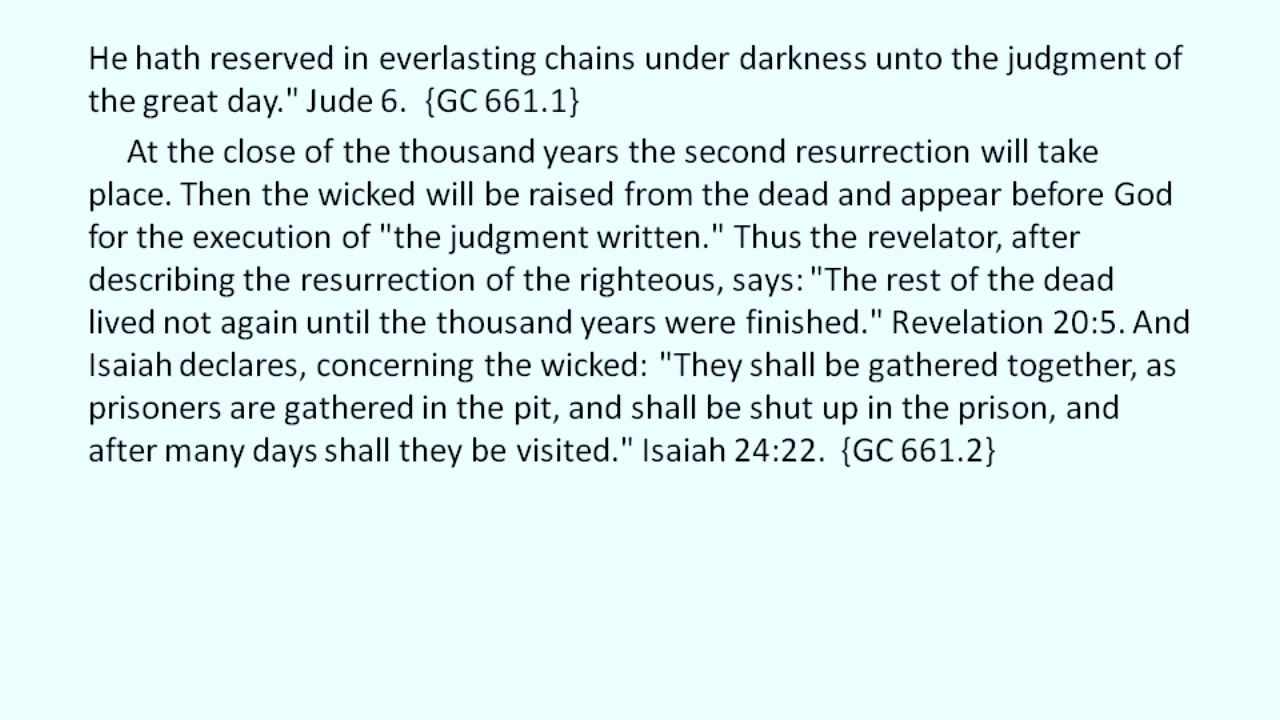 He hath reserved in everlasting chains under darkness unto the judgment of
the great day." Jude 6.  {GC 661.1}
At the close of the thousand years the second resurrection will take
place. Then the wicked will be raised from the dead and appear before God
for the execution of "the judgment written." Thus the revelator, after
describing the resurrection of the righteous, says: "The rest of the dead
lived not again until the thousand years were finished." Revelation 20:5. And
Isaiah declares, concerning the wicked: "They shall be gathered together, as
prisoners are gathered in the pit, and shall be shut up in the prison, and
after many days shall they be visited." Isaiah 24:22.  {GC 661.2}